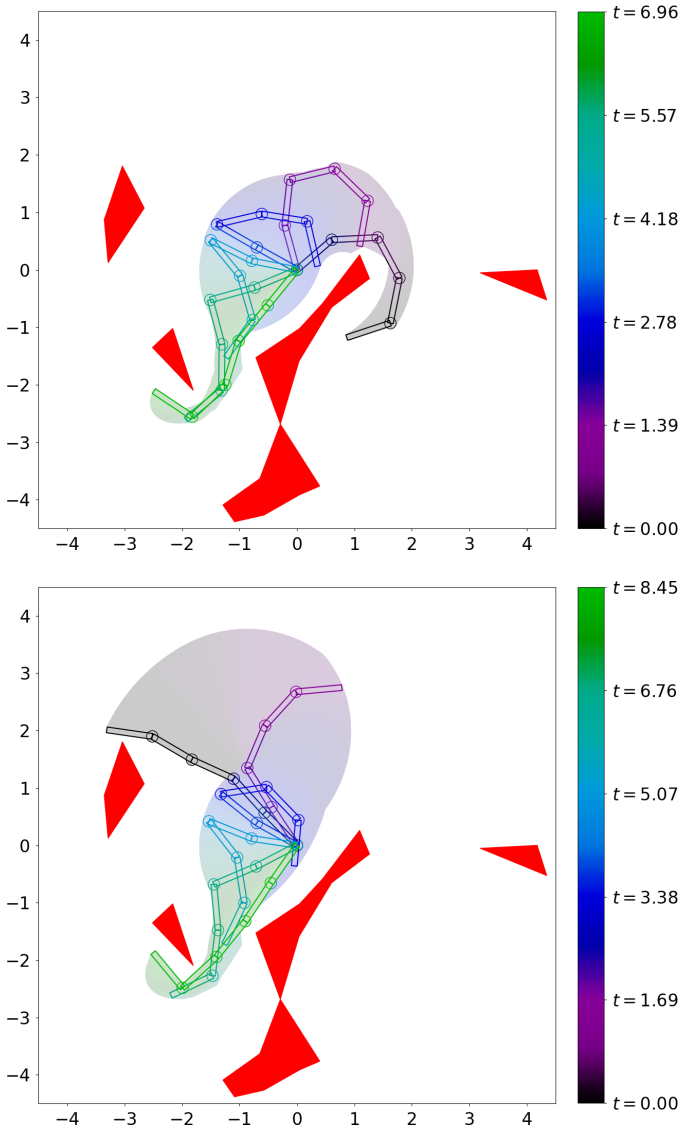 4
3
2
1
0
−1
−2
−3
−4
−4 −3 −2 −1 0 1 2 3 4
t = 6.96
t = 5.57
t = 4.18
t = 2.78
t = 1.39
t = 0.00
4
3
2
1
0
−1
−2
−3
−4
−4 −3 −2 −1 0 1 2 3 4
t = 8.45
t = 6.76
t = 5.07
t = 3.38
t = 1.69
t = 0.00